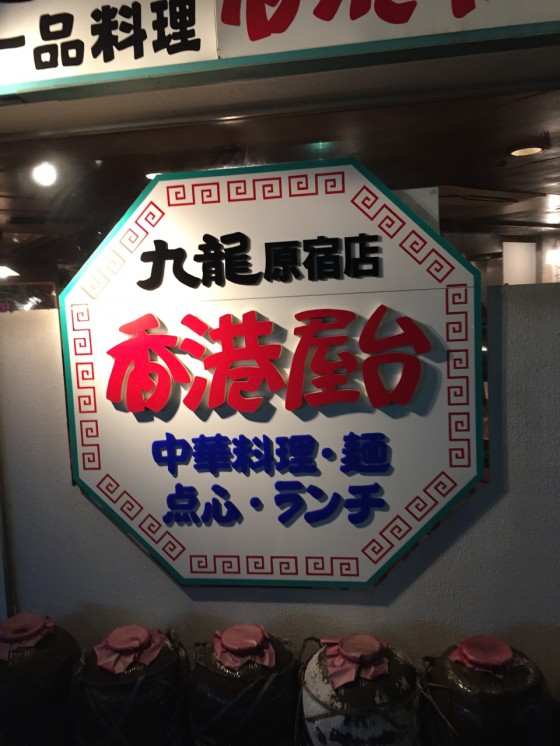 一品料理
九龍原宿店
香港屋台
中華料理・麺
点心・ランチ